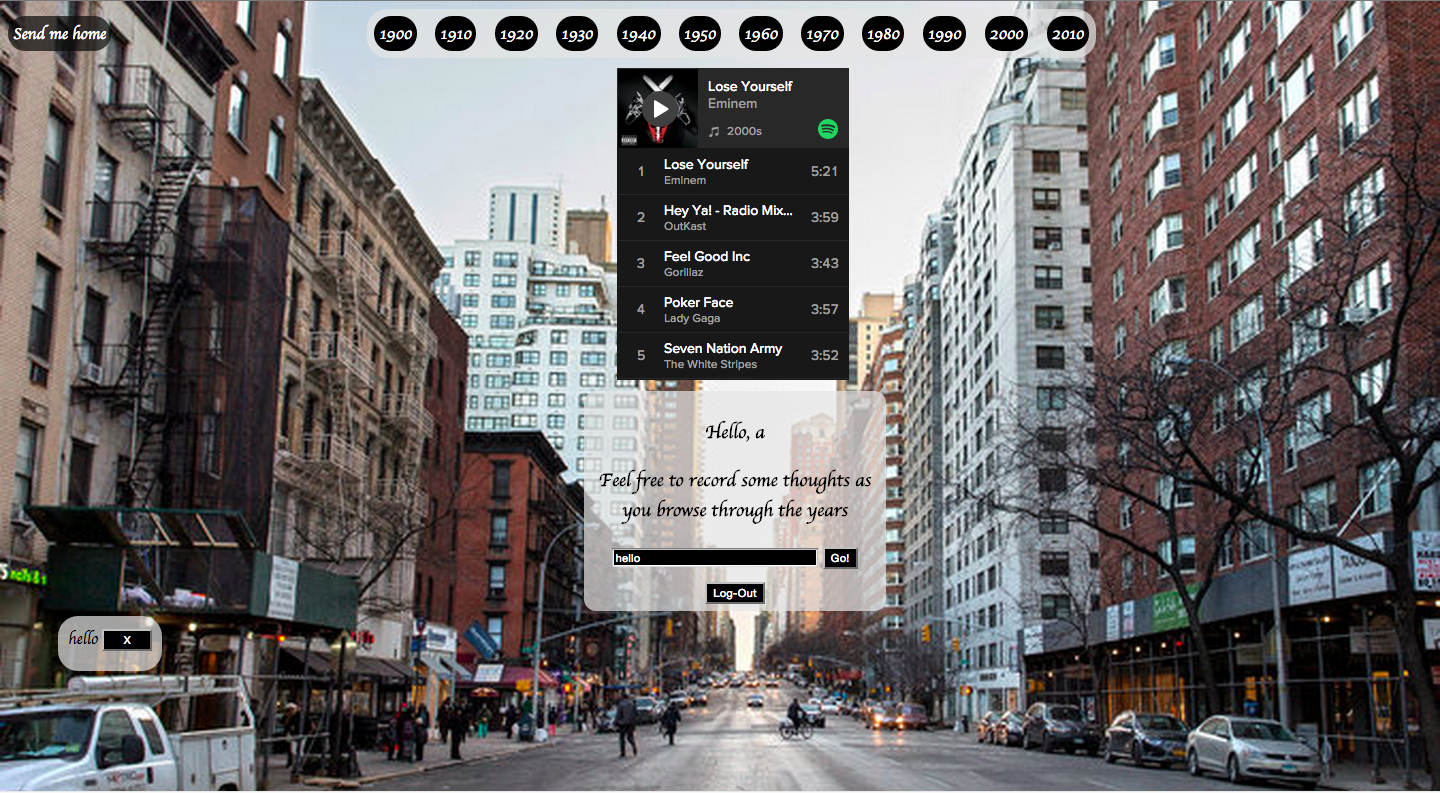 Send me home
1900 1910 1920 1930 1940 1950 1960 1970 1980 1990 2000 2010
Lose Yourself
Eminem
2000s
1 Lose Yourself 5:21
Eminem
2 Hey Ya! - Radio Mix... 3:59
OutKast
3 Feel Good Inc 3:43
Gorillaz
4 Poker Face 3:57
Lady Gaga
5 Seven Nation Army 3:52
The White Stripes
Hello, a
Feel free to record some thoughts as
you browse through the years
hello Go!
Log-Out
hello X